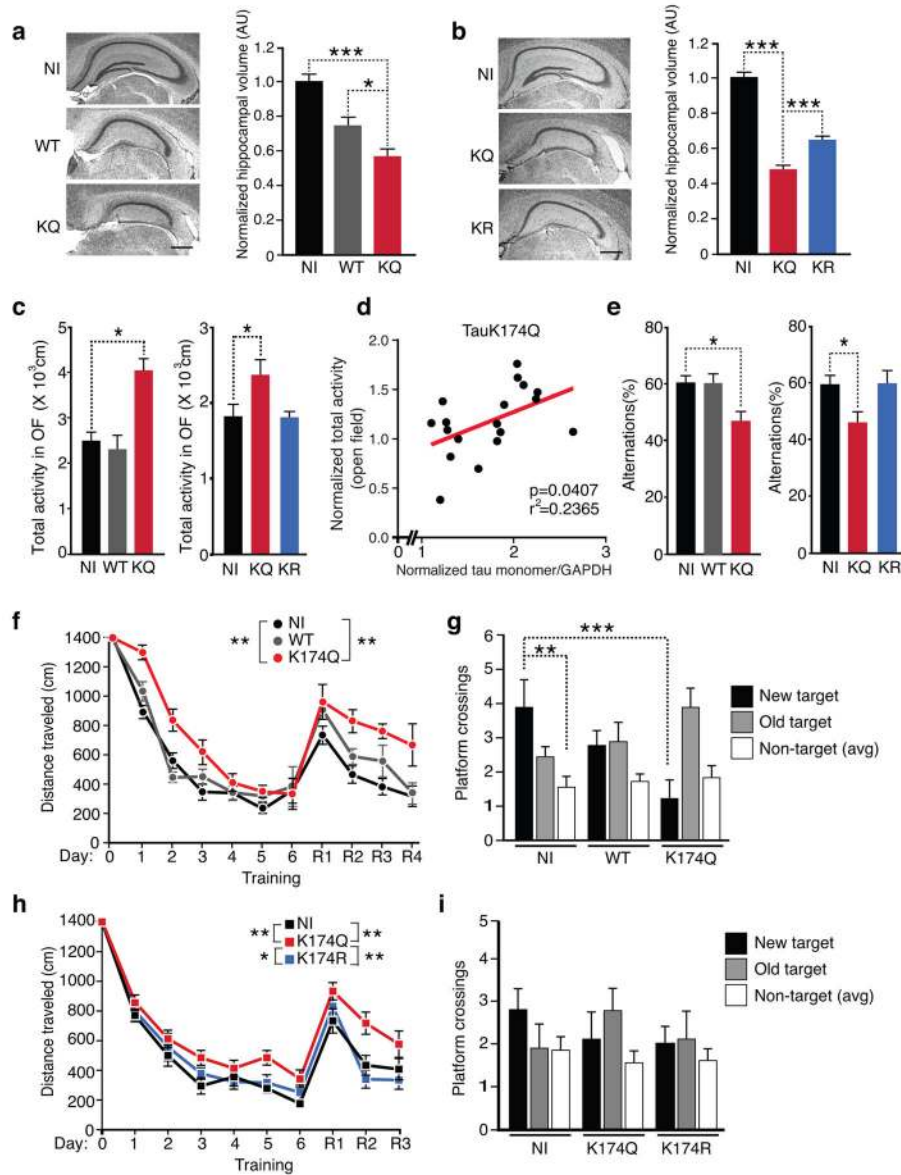 a
NI
WT
KQ
Normalized hippocampal volume (AU)
1.2
1.0
0.8
0.6
0.4
0.2
0
***
*
NI WT KQ
b
NI
KQ
KR
Normalized hippocampal volume (AU)
1.2
1.0
0.8
0.6
0.4
0.2
0
***
***
NI KQ KR
c
Total activity in OF (X 10³cm)
5
4
3
2
1
0
*
NI WT KQ
Total activity in OF (X 10³cm)
3
2
1
0
*
NI KQ KR
d
TauK174Q
Normalized total activity
(open field)
2.0
1.5
1.0
1.5
0
p=0.0407
r²=0.2365
0 1 2 3
Normalized tau monomer/GAPDH
e
Alternations(%)
80
60
40
60
0
*
NI WT KQ
Alternations(%)
80
60
40
60
0
*
NI KQ KR
f
Distance traveled (cm)
1400
1200
1000
800
600
400
200
0
** NI **
WT
K174Q
Day: 0 1 2 3 4 5 6 R1 R2 R3 R4
Training
g
Platform crossings
6
5
4
3
2
1
0
***
**
New target
Old target
Non-target (avg)
NI WT K174Q
h
Distance traveled (cm)
1400
1200
1000
800
600
400
200
0
NI
** K174Q **
* K174R **
Day: 0 1 2 3 4 5 6 R1 R2 R3
Training
i
Platform crossings
5
4
3
2
1
0
New target
Old target
Non-target (avg)
NI K174Q K174R